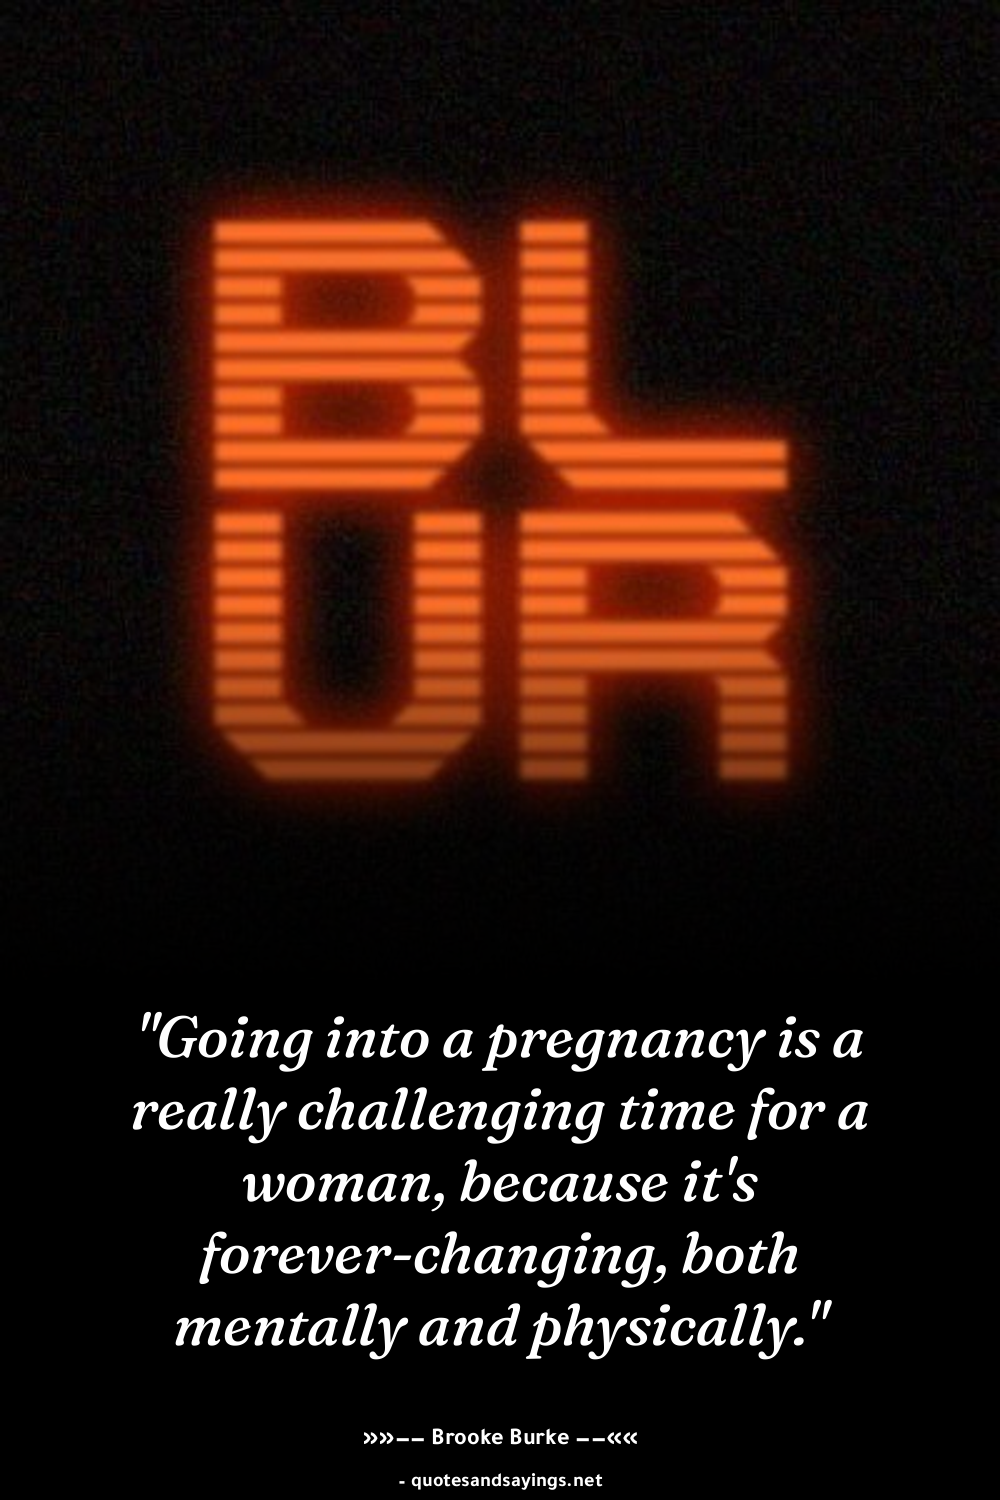 BL
UR
"Going into a pregnancy is a
really challenging time for a
woman, because it's
forever-changing, both
mentally and physically."
»»—— Brooke Burke ——««
- quotesandsayings.net